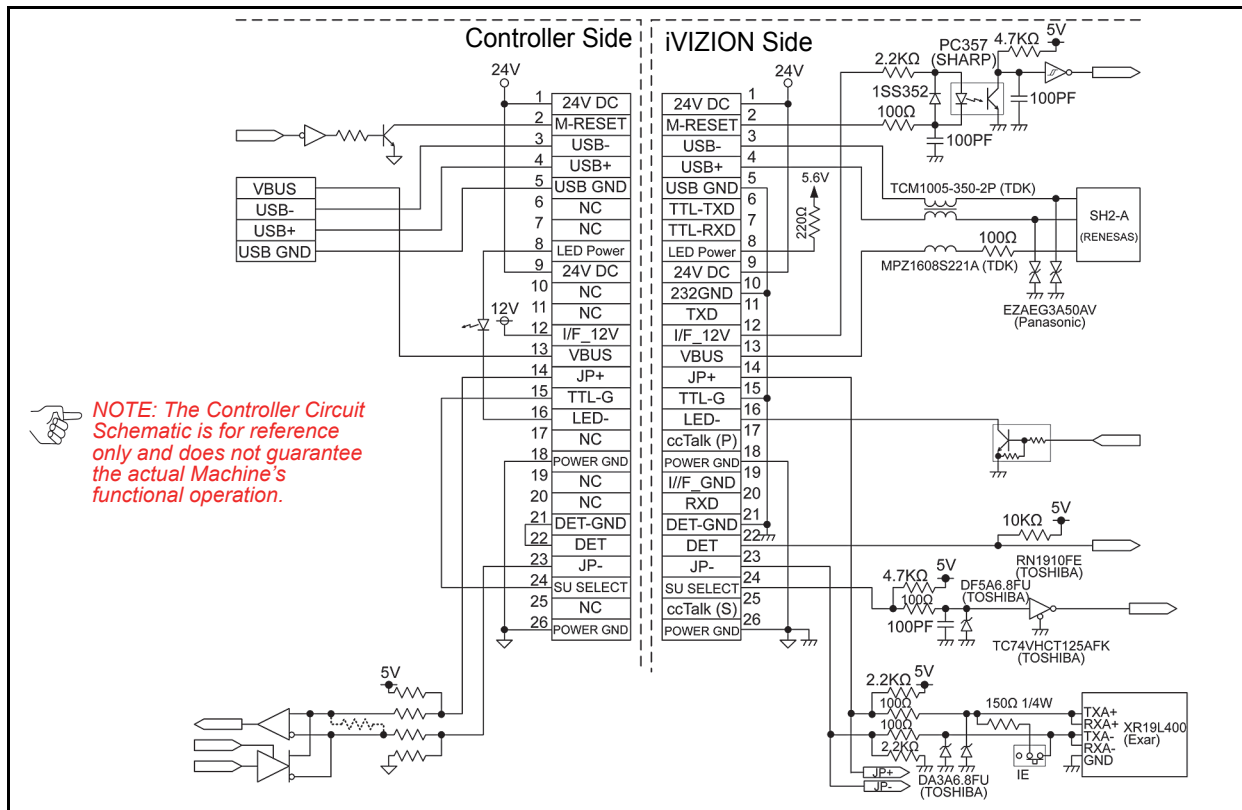 Controller Side
iVIZION Side
24V
1 24V DC
2 M-RESET
3 USB-
4 USB+
5 USB GND
6 NC
7 NC
8 LED Power
9 24V DC
10 NC
11 NC
12 I/F_12V
13 VBUS
14 JP+
15 TTL-G
16 LED-
17 NC
18 POWER GND
19 NC
20 NC
21 DET-GND
22 DET
23 JP-
24 SU SELECT
25 NC
26 POWER GND
VBUS
USB-
USB+
USB GND
12V
NOTE: The Controller Circuit
Schematic is for reference
only and does not guarantee
the actual Machine's
functional operation.
5V
24V
24V DC 1
M-RESET 2
USB- 3
USB+ 4
USB GND 5
TTL-TXD 6
TTL-RXD 7
LED Power 8
24V DC 9
232GND 10
TXD 11
I/F_12V 12
VBUS 13
JP+ 14
TTL-G 15
LED- 16
ccTalk (P) 17
POWER GND 18
I//F_GND 19
RXD 20
DET-GND 21
DET 22
JP- 23
SU SELECT 24
ccTalk (S) 25
POWER GND 26
PC357
(SHARP)
4.7KΩ
5V
2.2KΩ
1SS352
100Ω
100PF
100PF
5.6V
220Ω
TCM1005-350-2P (TDK)
SH2-A
(RENESAS)
100Ω
MPZ1608S221A (TDK)
EZAEG3A50AV
(Panasonic)
5V
10KΩ
RN1910FE
(TOSHIBA)
4.7KΩ
5V
DF5A6.8FU
(TOSHIBA)
100Ω
100PF
TC74VHCT125AFK
(TOSHIBA)
2.2KΩ
5V
150Ω 1/4W
100Ω
100Ω
2.2KΩ
TXA+
RXA+
TXA-
RXA-
GND
XR19L400
(Exar)
IE
JP+
JP-
DA3A6.8FU
(TOSHIBA)